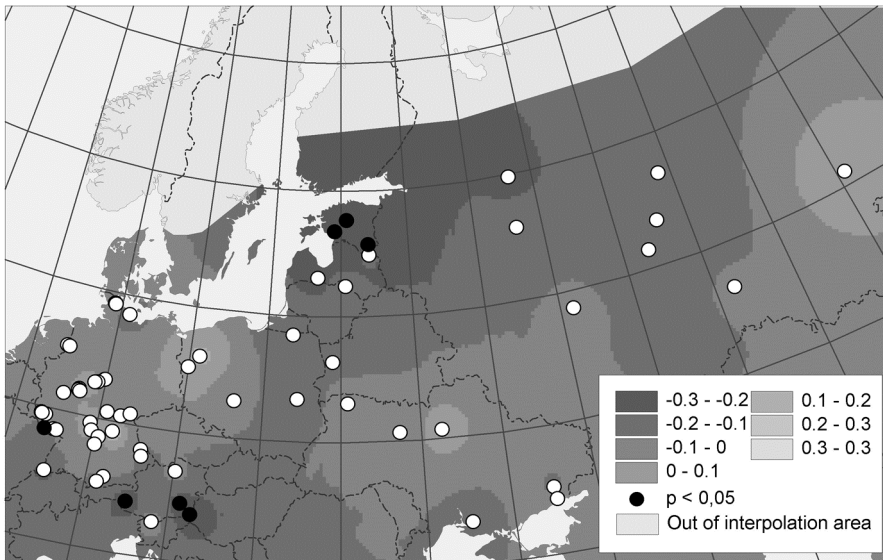 -0.3 - -0.2
-0.2 - -0.1
-0.1 - 0
0 - 0.1
0.1 - 0.2
0.2 - 0.3
0.3 - 0.3
p < 0,05
Out of interpolation area